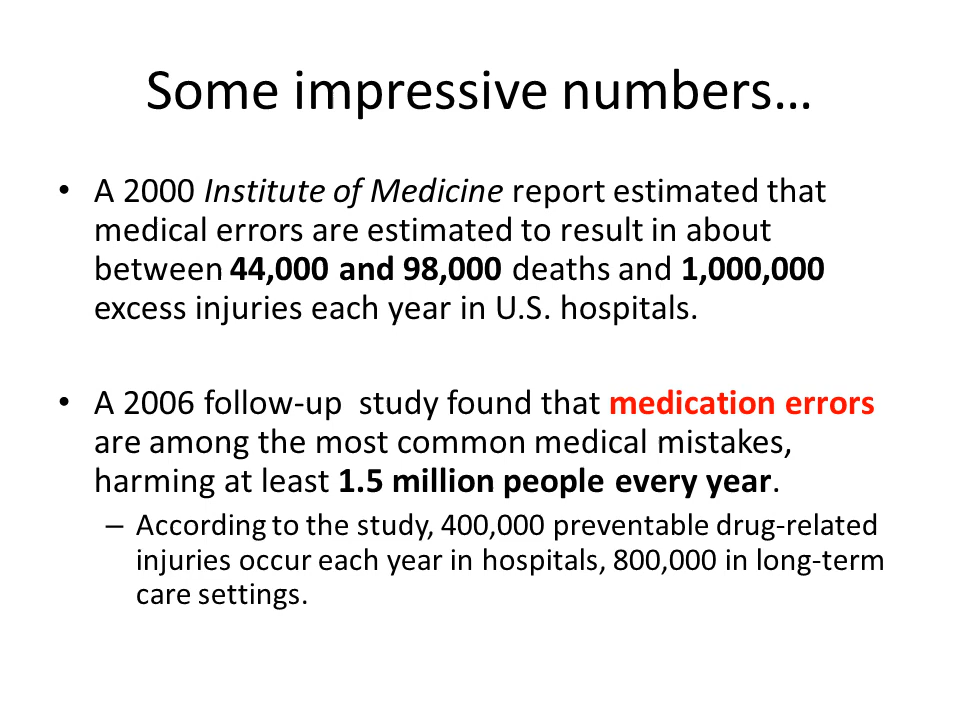 Some impressive numbers…
• A 2000 Institute of Medicine report estimated that
medical errors are estimated to result in about
between 44,000 and 98,000 deaths and 1,000,000
excess injuries each year in U.S. hospitals.
• A 2006 follow-up  study found that medication errors
are among the most common medical mistakes,
harming at least 1.5 million people every year.
– According to the study, 400,000 preventable drug-related
injuries occur each year in hospitals, 800,000 in long-term
care settings.